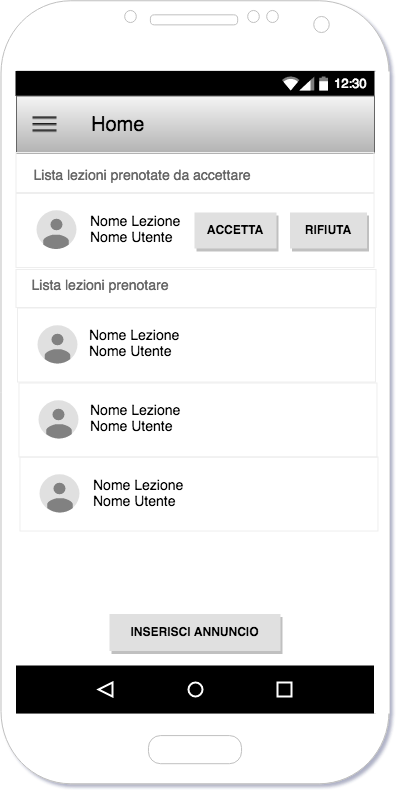 12:30
Home
Lista lezioni prenotate da accettare
Nome Lezione
Nome Utente
ACCETTA
RIFIUTA
Lista lezioni prenotare
Nome Lezione
Nome Utente
Nome Lezione
Nome Utente
Nome Lezione
Nome Utente
INSERISCI ANNUNCIO